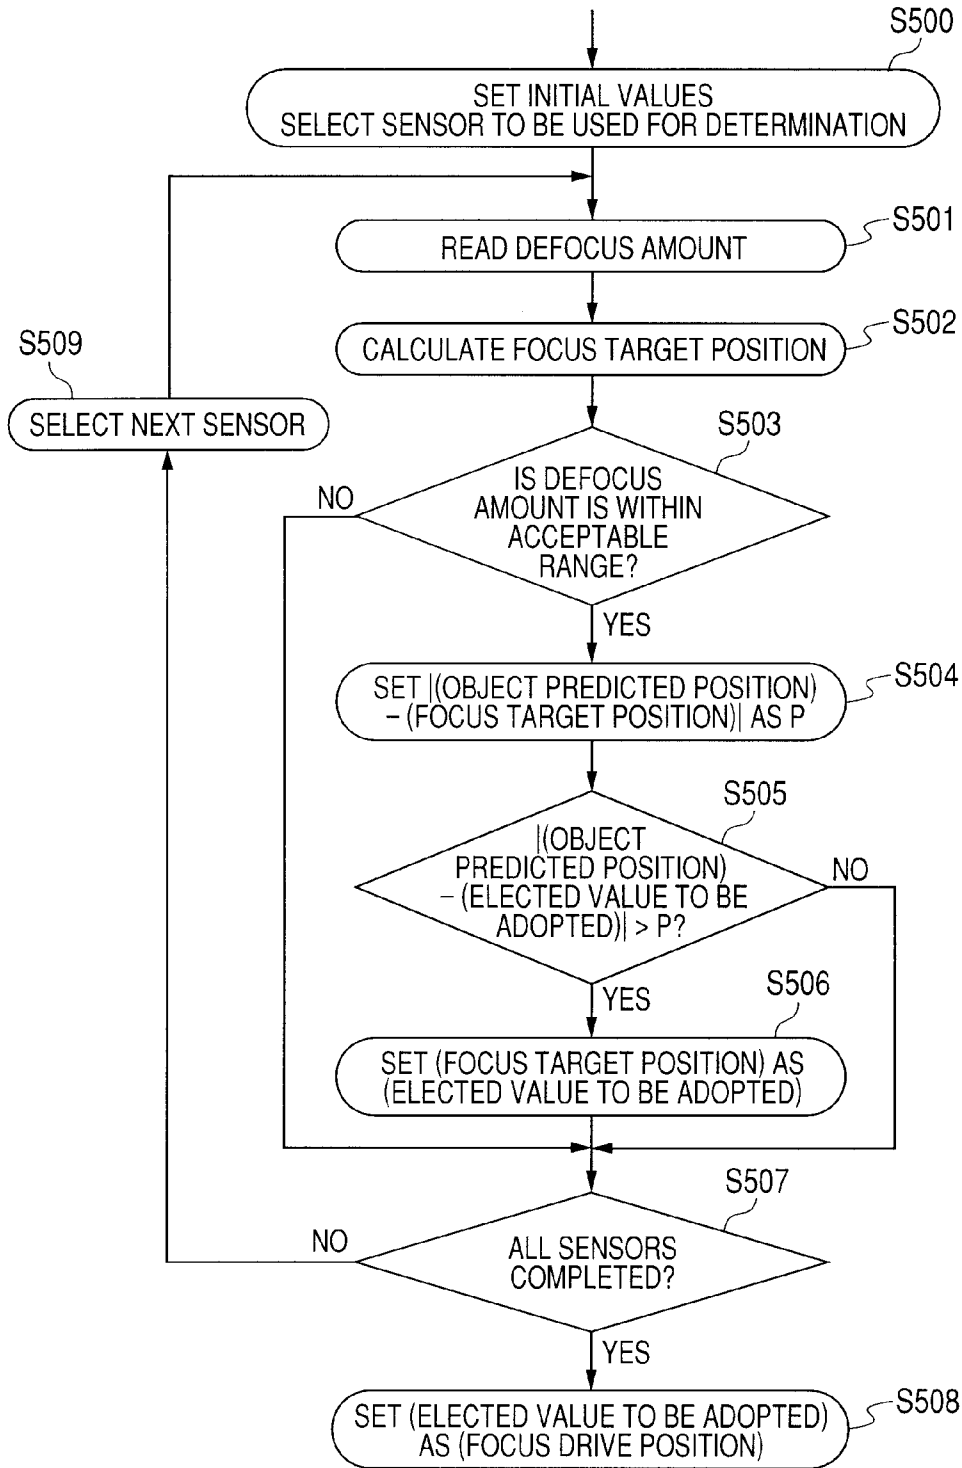 S500
SET INITIAL VALUES
SELECT SENSOR TO BE USED FOR DETERMINATION
S501
READ DEFOCUS AMOUNT
S502
CALCULATE FOCUS TARGET POSITION
S509
SELECT NEXT SENSOR
S503
NO
IS DEFOCUS
AMOUNT IS WITHIN
ACCEPTABLE
RANGE?
YES
S504
SET |(OBJECT PREDICTED POSITION)
– (FOCUS TARGET POSITION)| AS P
S505
|(OBJECT
PREDICTED POSITION)
– (ELECTED VALUE TO BE
ADOPTED)| > P?
NO
YES
S506
SET (FOCUS TARGET POSITION) AS
(ELECTED VALUE TO BE ADOPTED)
S507
NO
ALL SENSORS
COMPLETED?
YES
S508
SET (ELECTED VALUE TO BE ADOPTED)
AS (FOCUS DRIVE POSITION)